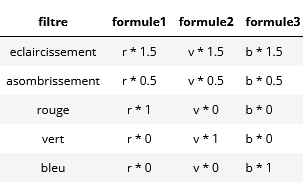 filtre formule1 formule2 formule3
eclaircissement r * 1.5 v * 1.5 b * 1.5
asombrissement r * 0.5 v * 0.5 b * 0.5
rouge r * 1 v * 0 b * 0
vert r * 0 v * 1 b * 0
bleu r * 0 v * 0 b * 1